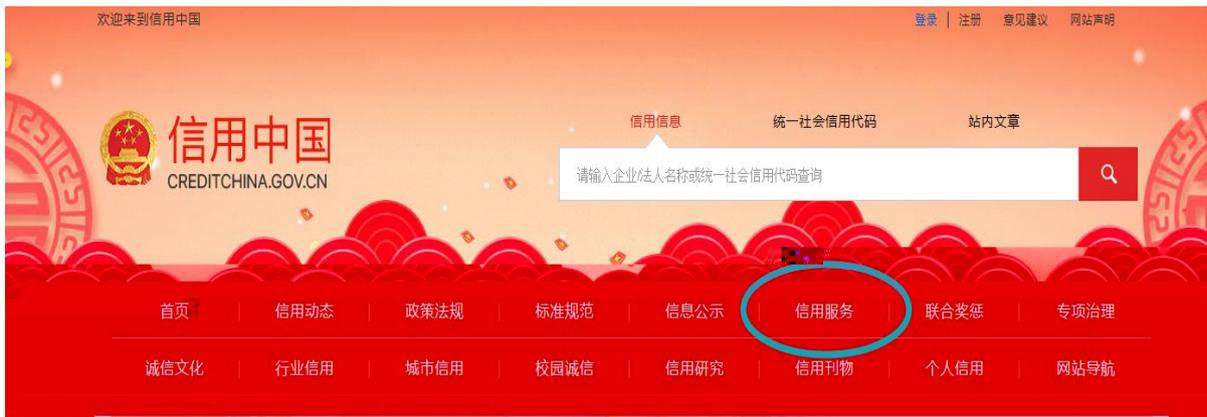 欢迎来到信用中国
登录 | 注册 意见建议 网站声明
信用信息 统一社会信用代码 站内文章
信用中国
CREDITCHINA.GOV.CN
请输入企业/法人名称或统一社会信用代码查询
首页 信用动态 政策法规 标准规范 信息公示 信用服务 联合奖惩 专项治理
诚信文化 行业信用 城市信用 校园诚信 信用研究 信用刊物 个人信用 网站导航